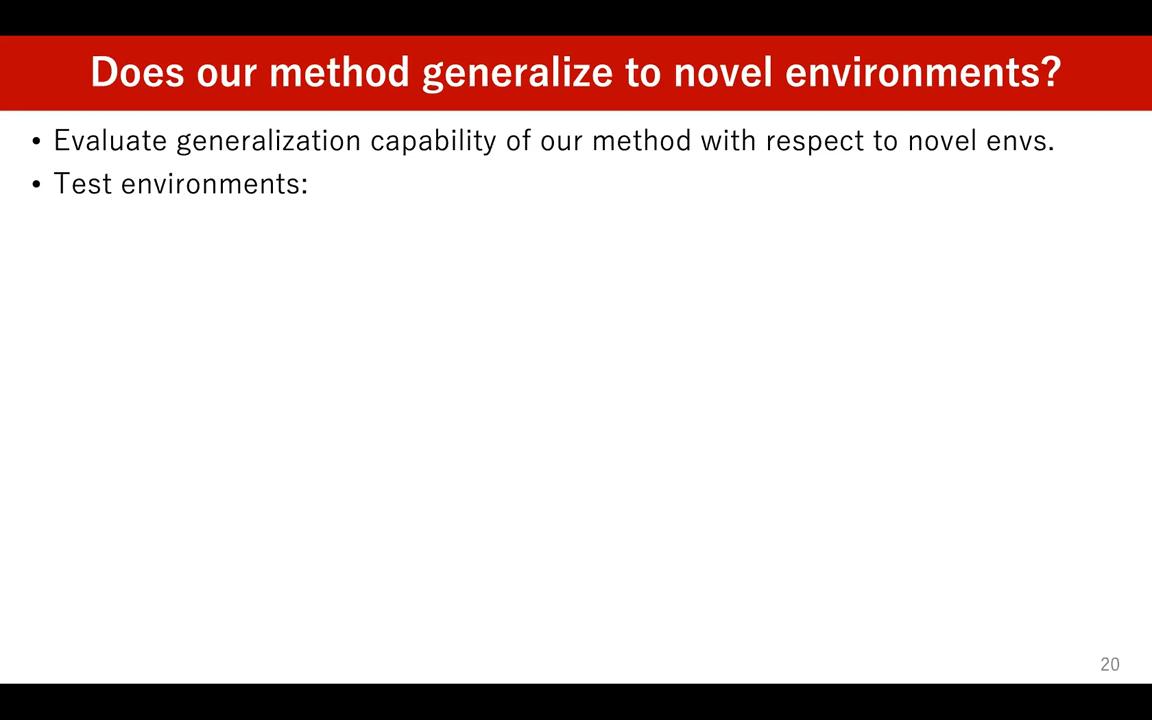 Does our method generalize to novel environments?
• Evaluate generalization capability of our method with respect to novel envs.
• Test environments:
20